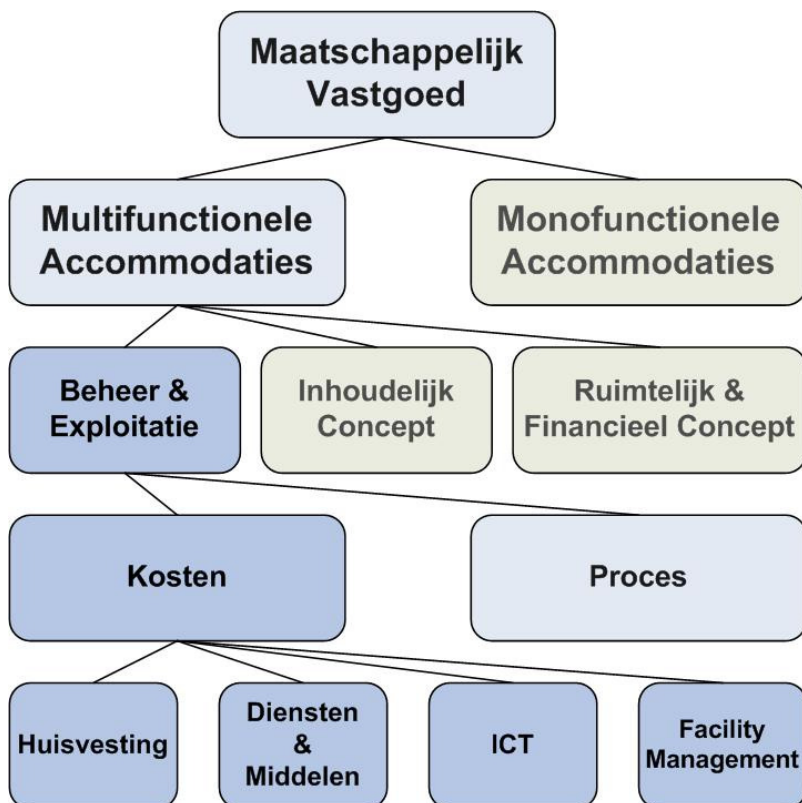 Maatschappelijk
Vastgoed
Multifunctionele
Accommodaties
Monofunctionele
Accommodaties
Beheer &
Exploitatie
Inhoudelijk
Concept
Ruimtelijk &
Financieel Concept
Kosten
Proces
Huisvesting
Diensten
&
Middelen
ICT
Facility
Management